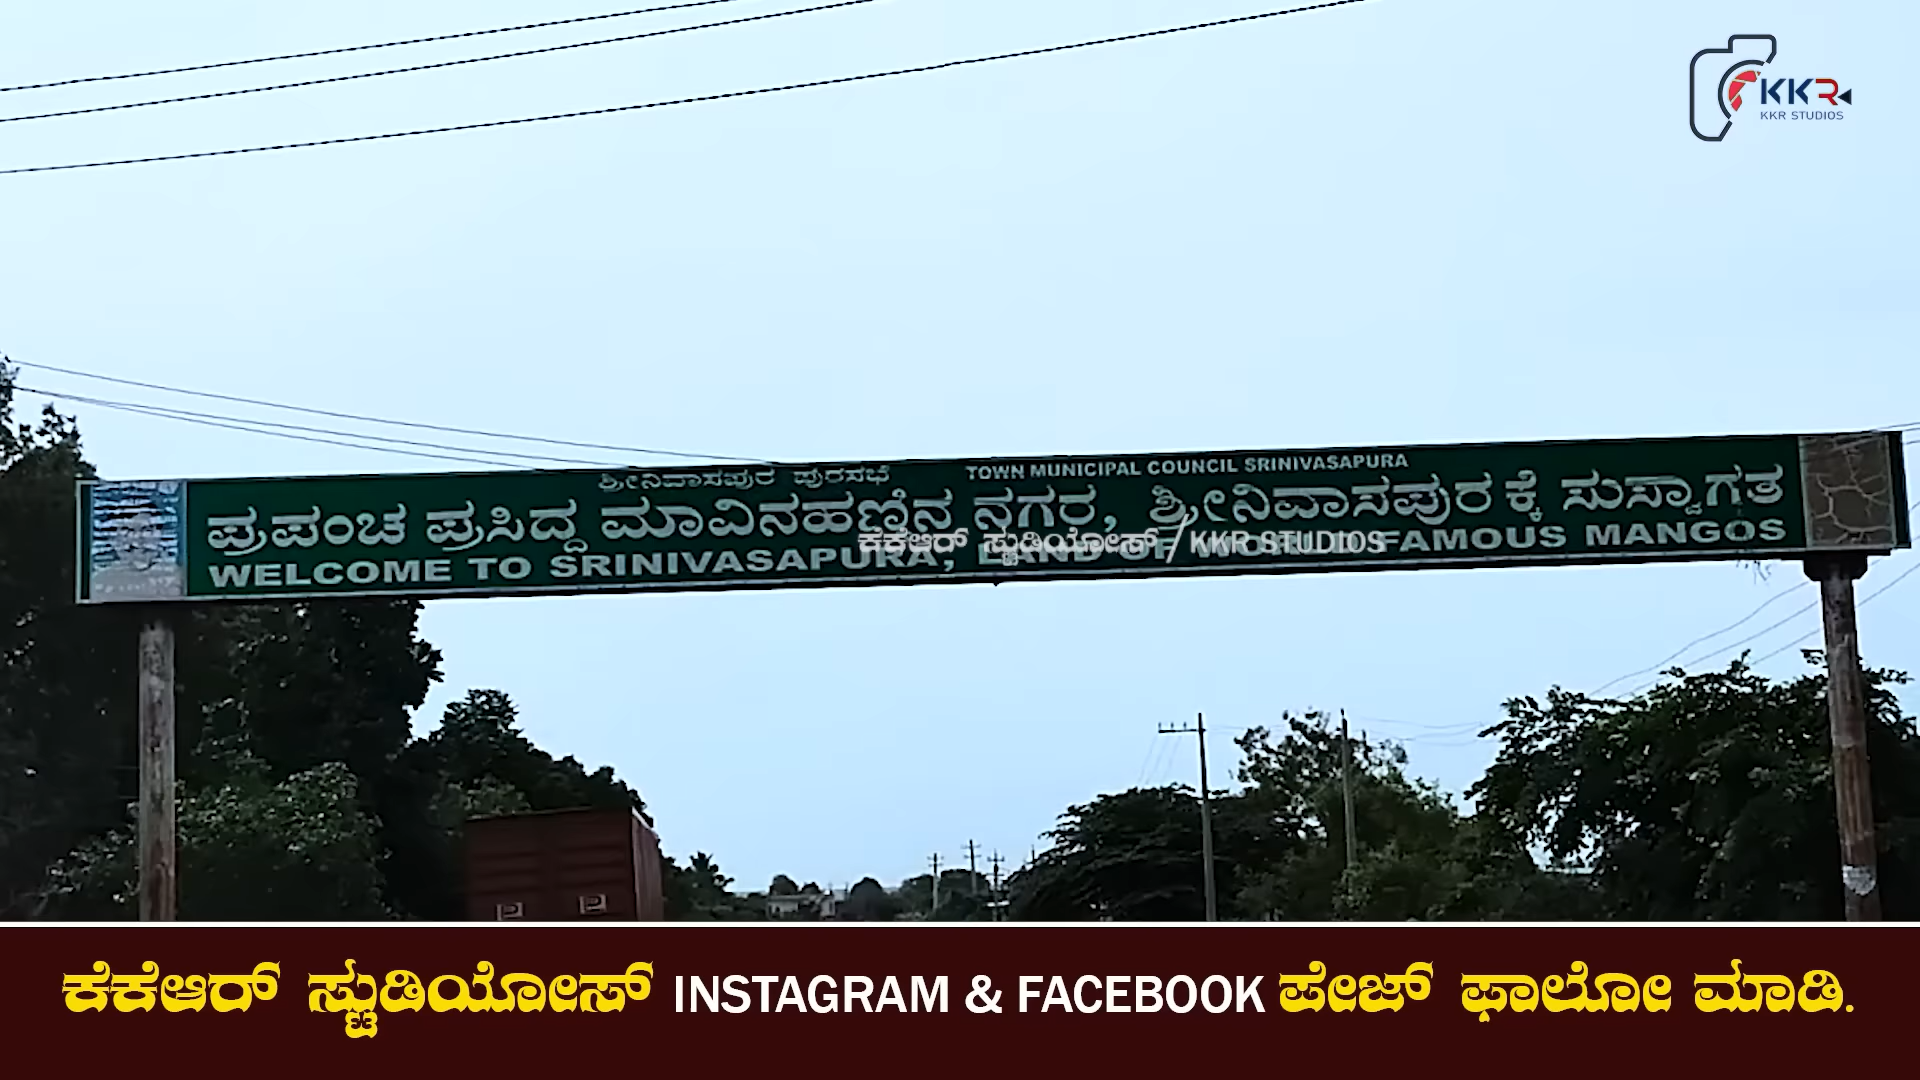 KKR
KKR STUDIOS
ಶ್ರೀನಿವಾಸಪುರ ಪುರಸಭೆ TOWN MUNICIPAL COUNCIL SRINIVASAPURA
ಪ್ರಪಂಚ ಪ್ರಸಿದ್ದ ಮಾವಿನಹಣ್ಣಿನ ನಗರ, ಶ್ರೀನಿವಾಸಪುರಕ್ಕೆ ಸುಸ್ವಾಗತ
ಕೆಕೆಆರ್ ಸ್ಟುಡಿಯೋಸ್ / KKR STUDIOS
WELCOME TO SRINIVASAPURA, LAND OF WORLD FAMOUS MANGOS
ಕೆಕೆಆರ್ ಸ್ಟುಡಿಯೋಸ್ INSTAGRAM & FACEBOOK ಪೇಜ್ ಫಾಲೋ ಮಾಡಿ.